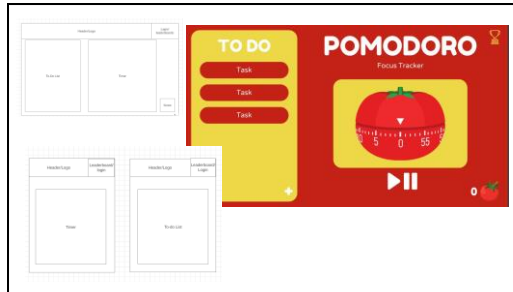 Header/Logo
To do List
Timer
TO DO
Task
Task
Task
POMODORO
Focus Tracker
5 0 55
0
Header/Logo
Leaderboard/
login
Timer
Header/Logo
Leaderboard/
Login
To do List